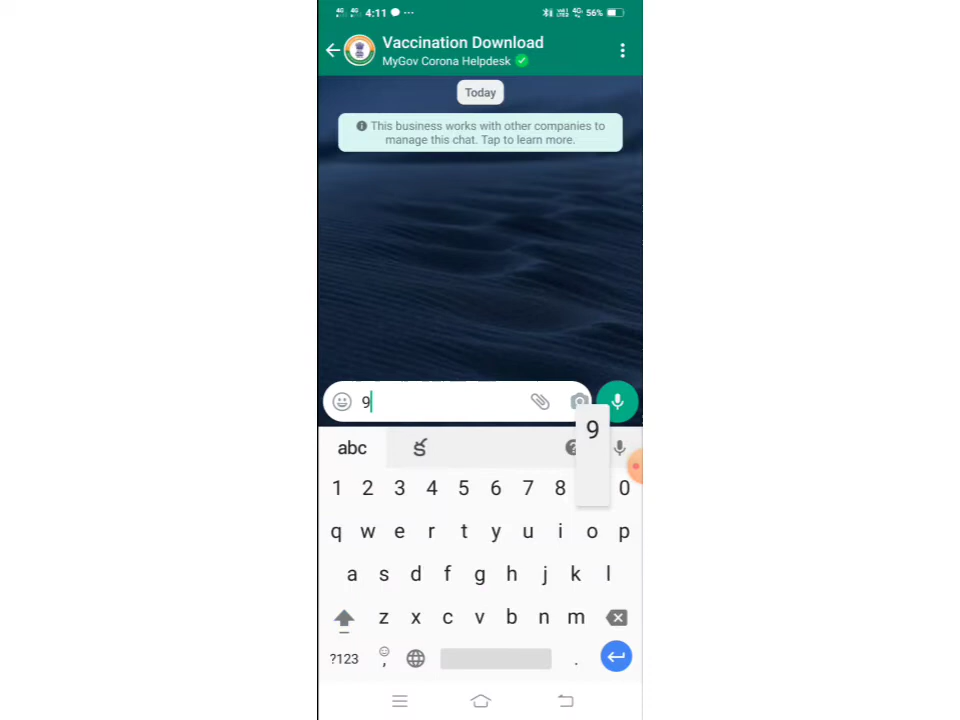 4:11
56%
Vaccination Download
MyGov Corona Helpdesk
Today
This business works with other companies to
manage this chat. Tap to learn more.
9
9
abc క
1 2 3 4 5 6 7 8 0
q w e r t y u i o p
a s d f g h j k l
z x c v b n m
?123 , .